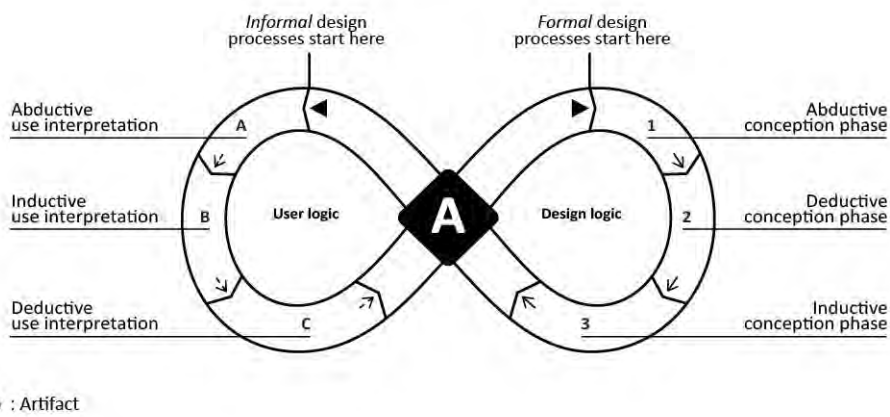 Informal design
processes start here
Formal design
processes start here
Abductive
use interpretation
A
1
Abductive
conception phase
Inductive
use interpretation
B
User logic
A
Design logic
2
Deductive
conception phase
Deductive
use interpretation
C
3
Inductive
conception phase
: Artifact